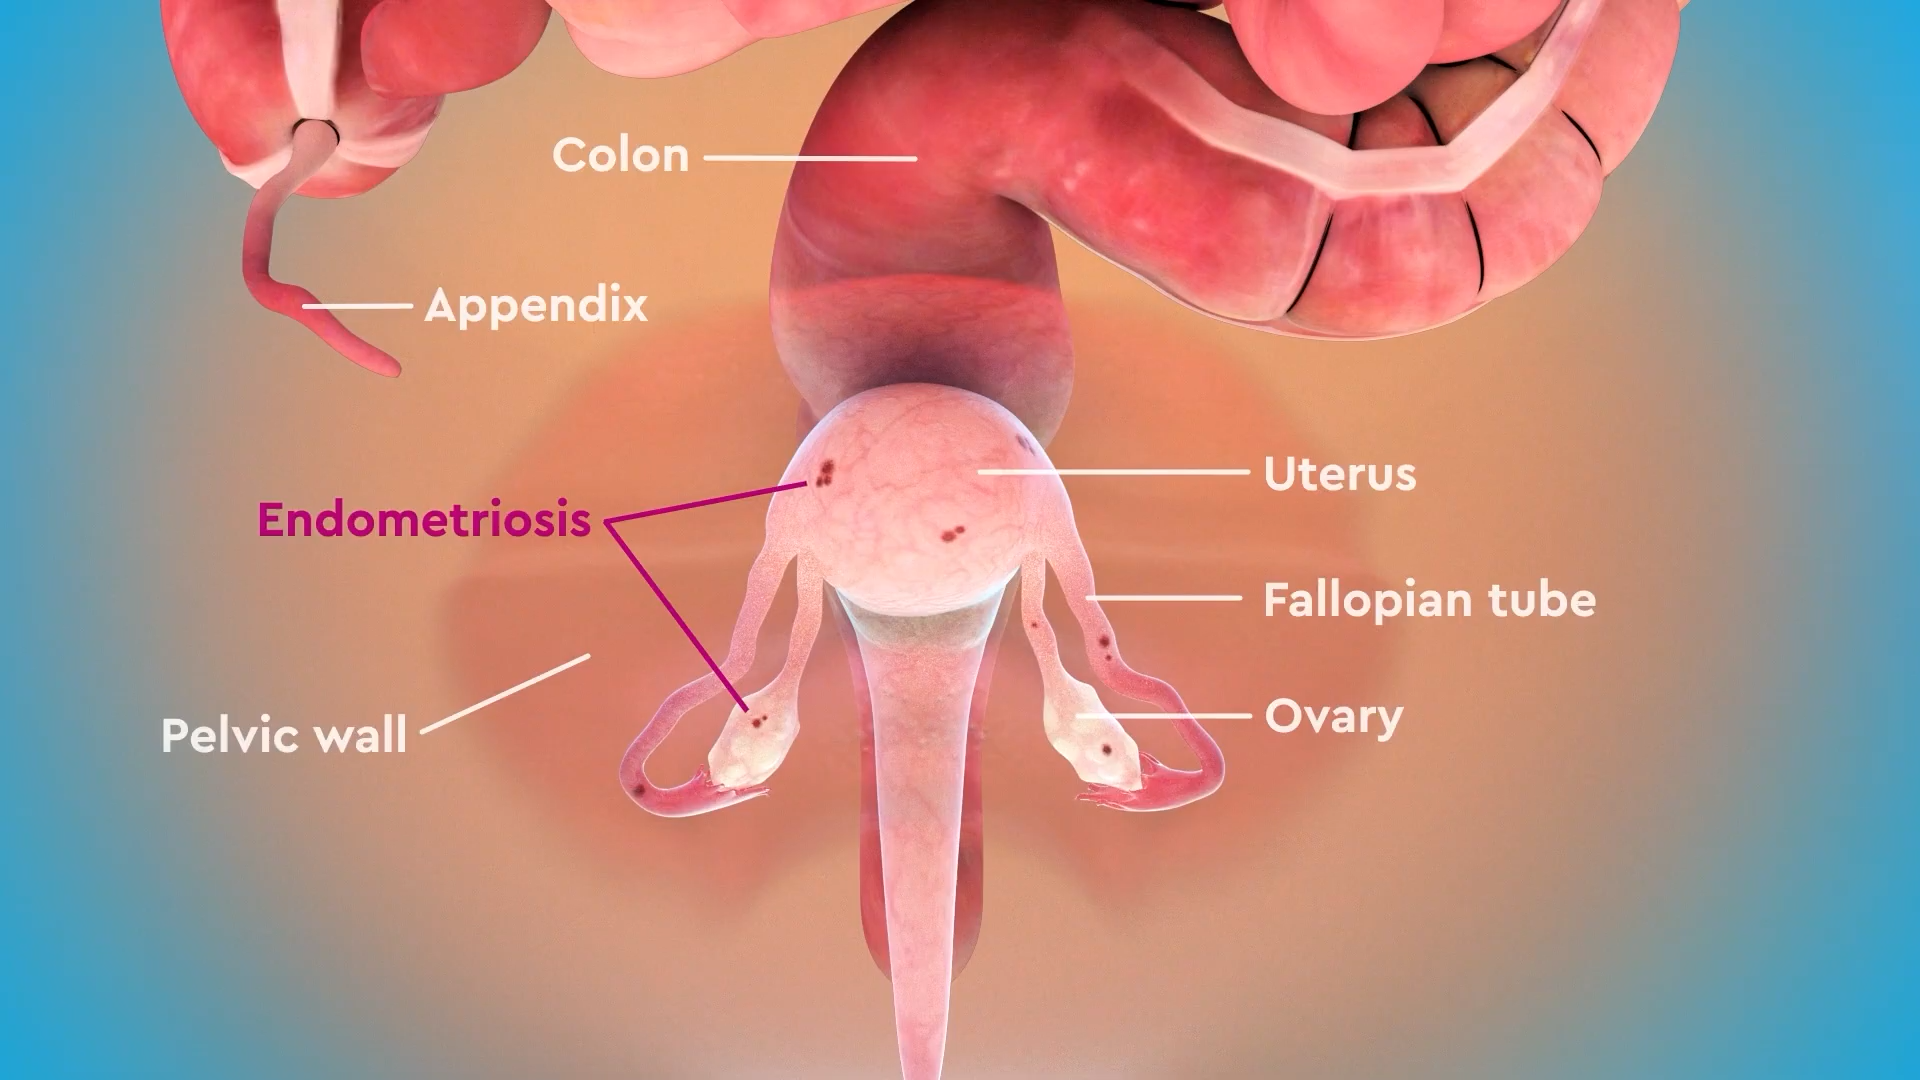 Colon
Appendix
Uterus
Endometriosis
Fallopian tube
Ovary
Pelvic wall